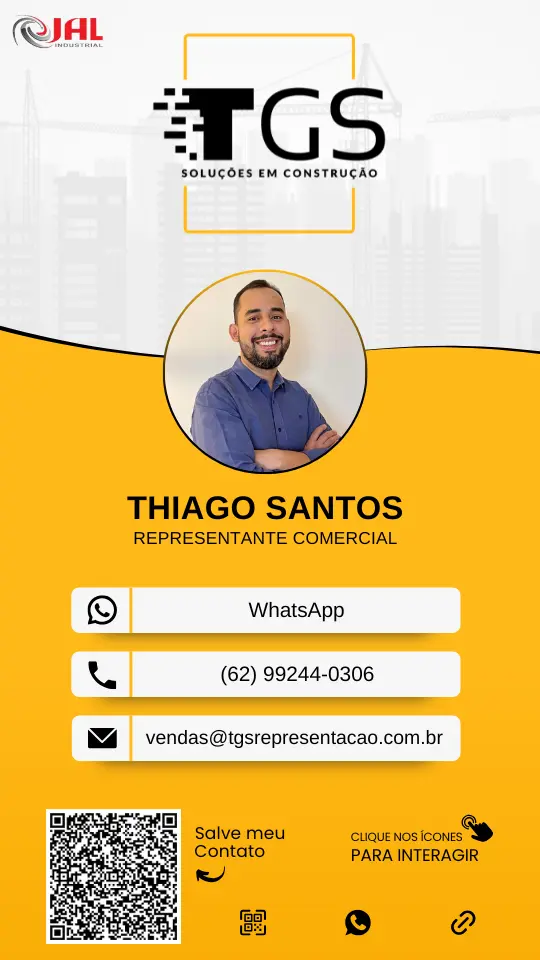 JAL
INDUSTRIAL
TGS
SOLUÇÕES EM CONSTRUÇÃO
THIAGO SANTOS
REPRESENTANTE COMERCIAL
WhatsApp
(62) 99244-0306
vendas@tgsrepresentacao.com.br
Salve meu
Contato
CLIQUE NOS ÍCONES
PARA INTERAGIR